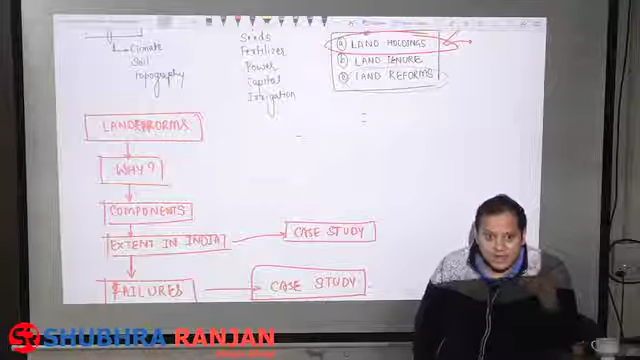 Climate
Soil
Topography
Seeds
Fertilizer
Power
Capital
Irrigation
(a) LAND HOLDINGS
LAND TENURE
LAND REFORMS
LAND REFORMS
WHY?
COMPONENTS
EXTENT IN INDIA?
CASE STUDY
FAILURES
CASE STUDY
SHUBHRA RANJAN